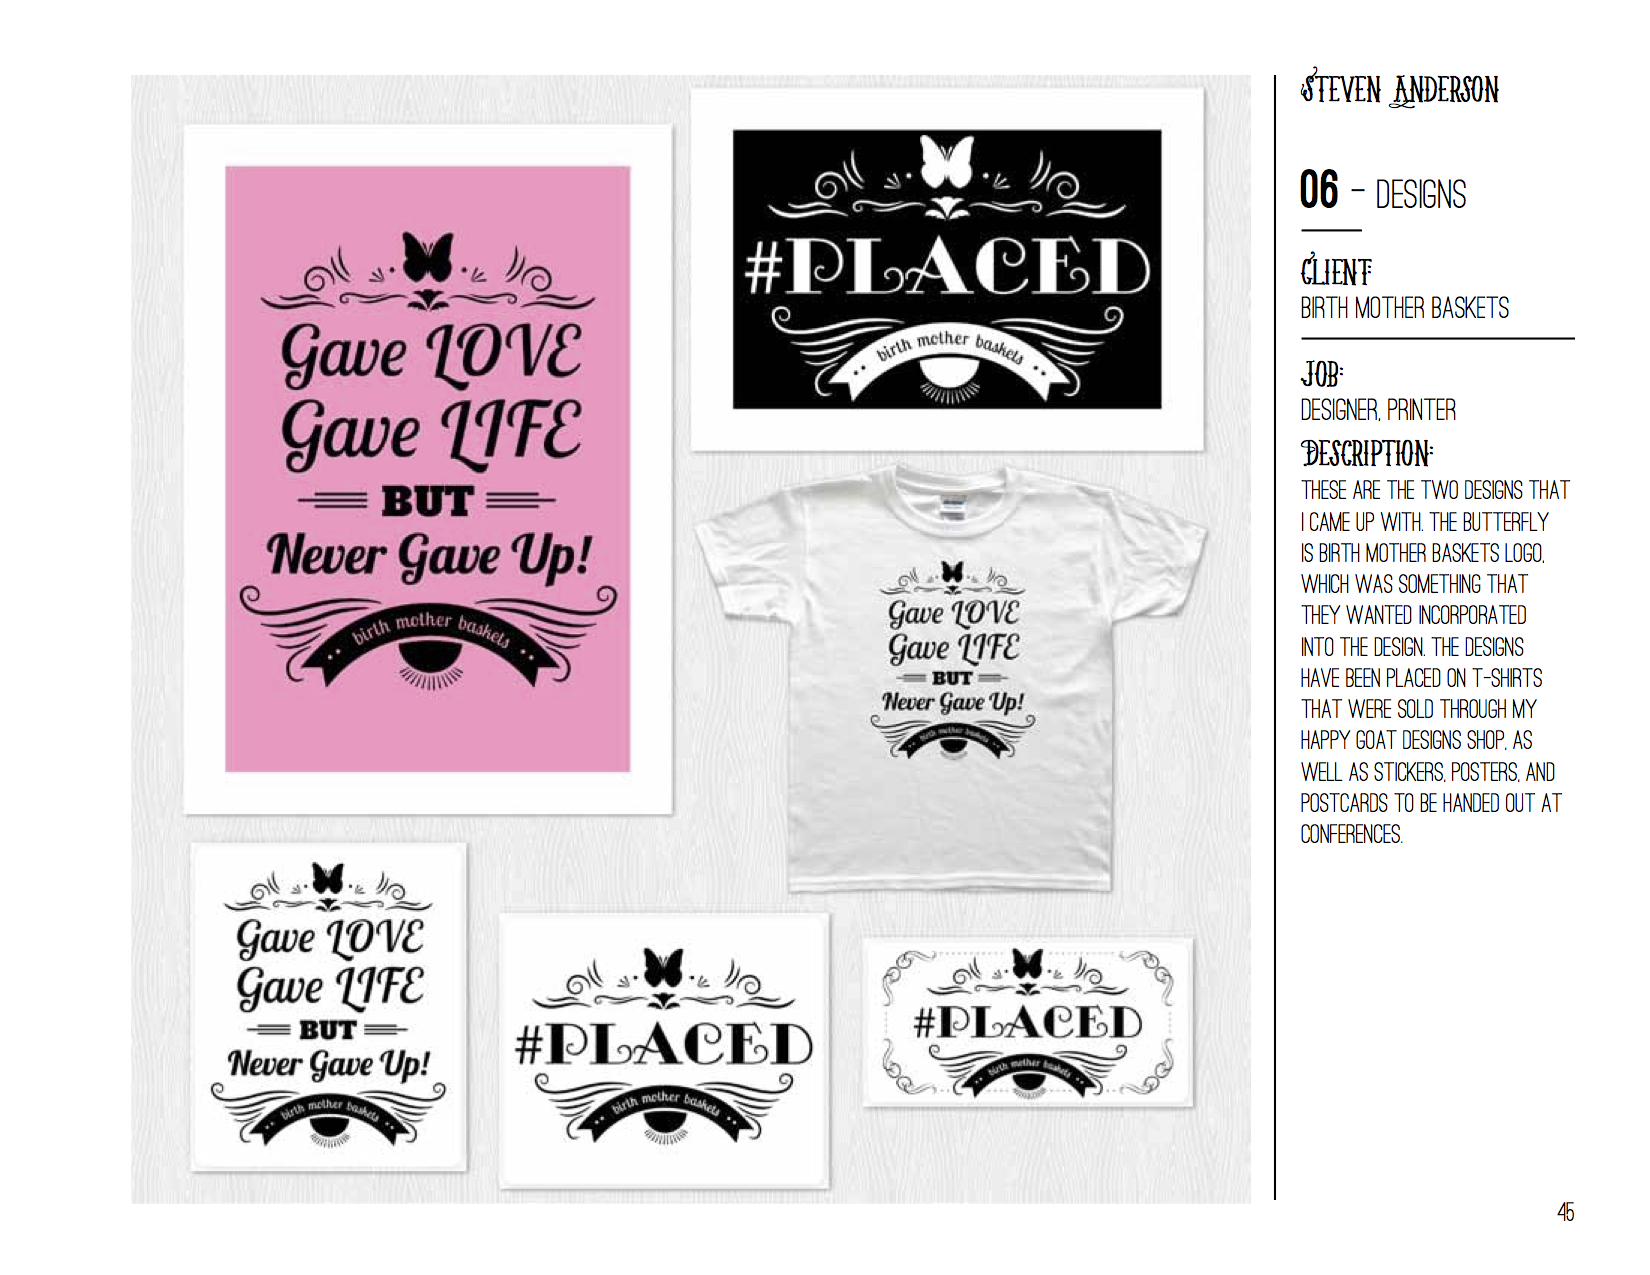 Gave LOVE
Gave LIFE
BUT
Never Gave Up!
birth mother baskets
#PLACED
birth mother baskets
Gave LOVE
Gave LIFE
BUT
Never Gave Up!
birth mother baskets
Gave LOVE
Gave LIFE
BUT
Never Gave Up!
birth mother baskets
#PLACED
birth mother baskets
#PLACED
birth mother baskets
STEVEN ANDERSON
06 - DESIGNS
CLIENT
BIRTH MOTHER BASKETS
JOB:
DESIGNER, PRINTER
DESCRIPTION:
THESE ARE THE TWO DESIGNS THAT
I CAME UP WITH. THE BUTTERFLY
IS BIRTH MOTHER BASKETS LOGO,
WHICH WAS SOMETHING THAT
THEY WANTED INCORPORATED
INTO THE DESIGN. THE DESIGNS
HAVE BEEN PLACED ON T-SHIRTS
THAT WERE SOLD THROUGH MY
HAPPY GOAT DESIGNS SHOP, AS
WELL AS STICKERS, POSTERS, AND
POSTCARDS TO BE HANDED OUT AT
CONFERENCES.
45